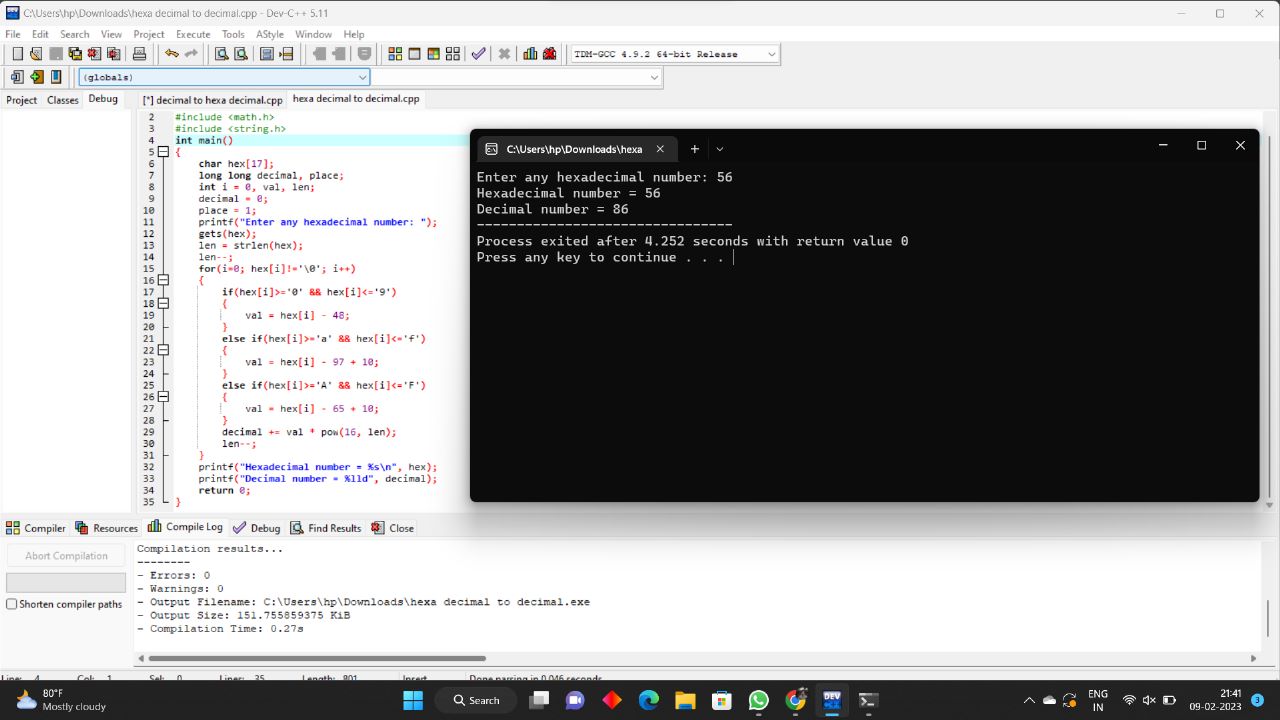 C:\Users\hp\Downloads\hexa decimal to decimal.cpp - Dev-C++ 5.11
File Edit Search View Project Execute Tools AStyle Window Help
TDM-GCC 4.9.2 64-bit Release
(globals)
Project Classes Debug [*] decimal to hexa decimal.cpp hexa decimal to decimal.cpp
2 #include <math.h>
3 #include <string.h>
4 int main()
5 {
6 char hex[17];
7 long long decimal, place;
8 int i = 0, val, len;
9 decimal = 0;
10 place = 1;
11 printf("Enter any hexadecimal number: ");
12 gets(hex);
13 len = strlen(hex);
14 len--;
15 for(i=0; hex[i]!='\0'; i++)
16 {
17 if(hex[i]>='0' && hex[i]<='9')
18 {
19 val = hex[i] - 48;
20 }
21 else if(hex[i]>='a' && hex[i]<='f')
22 {
23 val = hex[i] - 97 + 10;
24 }
25 else if(hex[i]>='A' && hex[i]<='F')
26 {
27 val = hex[i] - 65 + 10;
28 }
29 decimal += val * pow(16, len);
30 len--;
31 }
32 printf("Hexadecimal number = %s\n", hex);
33 printf("Decimal number = %lld", decimal);
34 return 0;
35 }
C:\Users\hp\Downloads\hexa
Enter any hexadecimal number: 56
Hexadecimal number = 56
Decimal number = 86
--------------------------------
Process exited after 4.252 seconds with return value 0
Press any key to continue . . .
Compiler Resources Compile Log Debug Find Results Close
Abort Compilation
Shorten compiler paths
Compilation results...
--------
- Errors: 0
- Warnings: 0
- Output Filename: C:\Users\hp\Downloads\hexa decimal to decimal.exe
- Output Size: 151.755859375 KiB
- Compilation Time: 0.27s
Line: 4 Col: 1 Sel: 0 Lines: 35 Length: 801 Insert Done parsing in 0.046 seconds
80°F
Mostly cloudy
Search
DEV
ENG
IN
21:41
09-02-2023
3